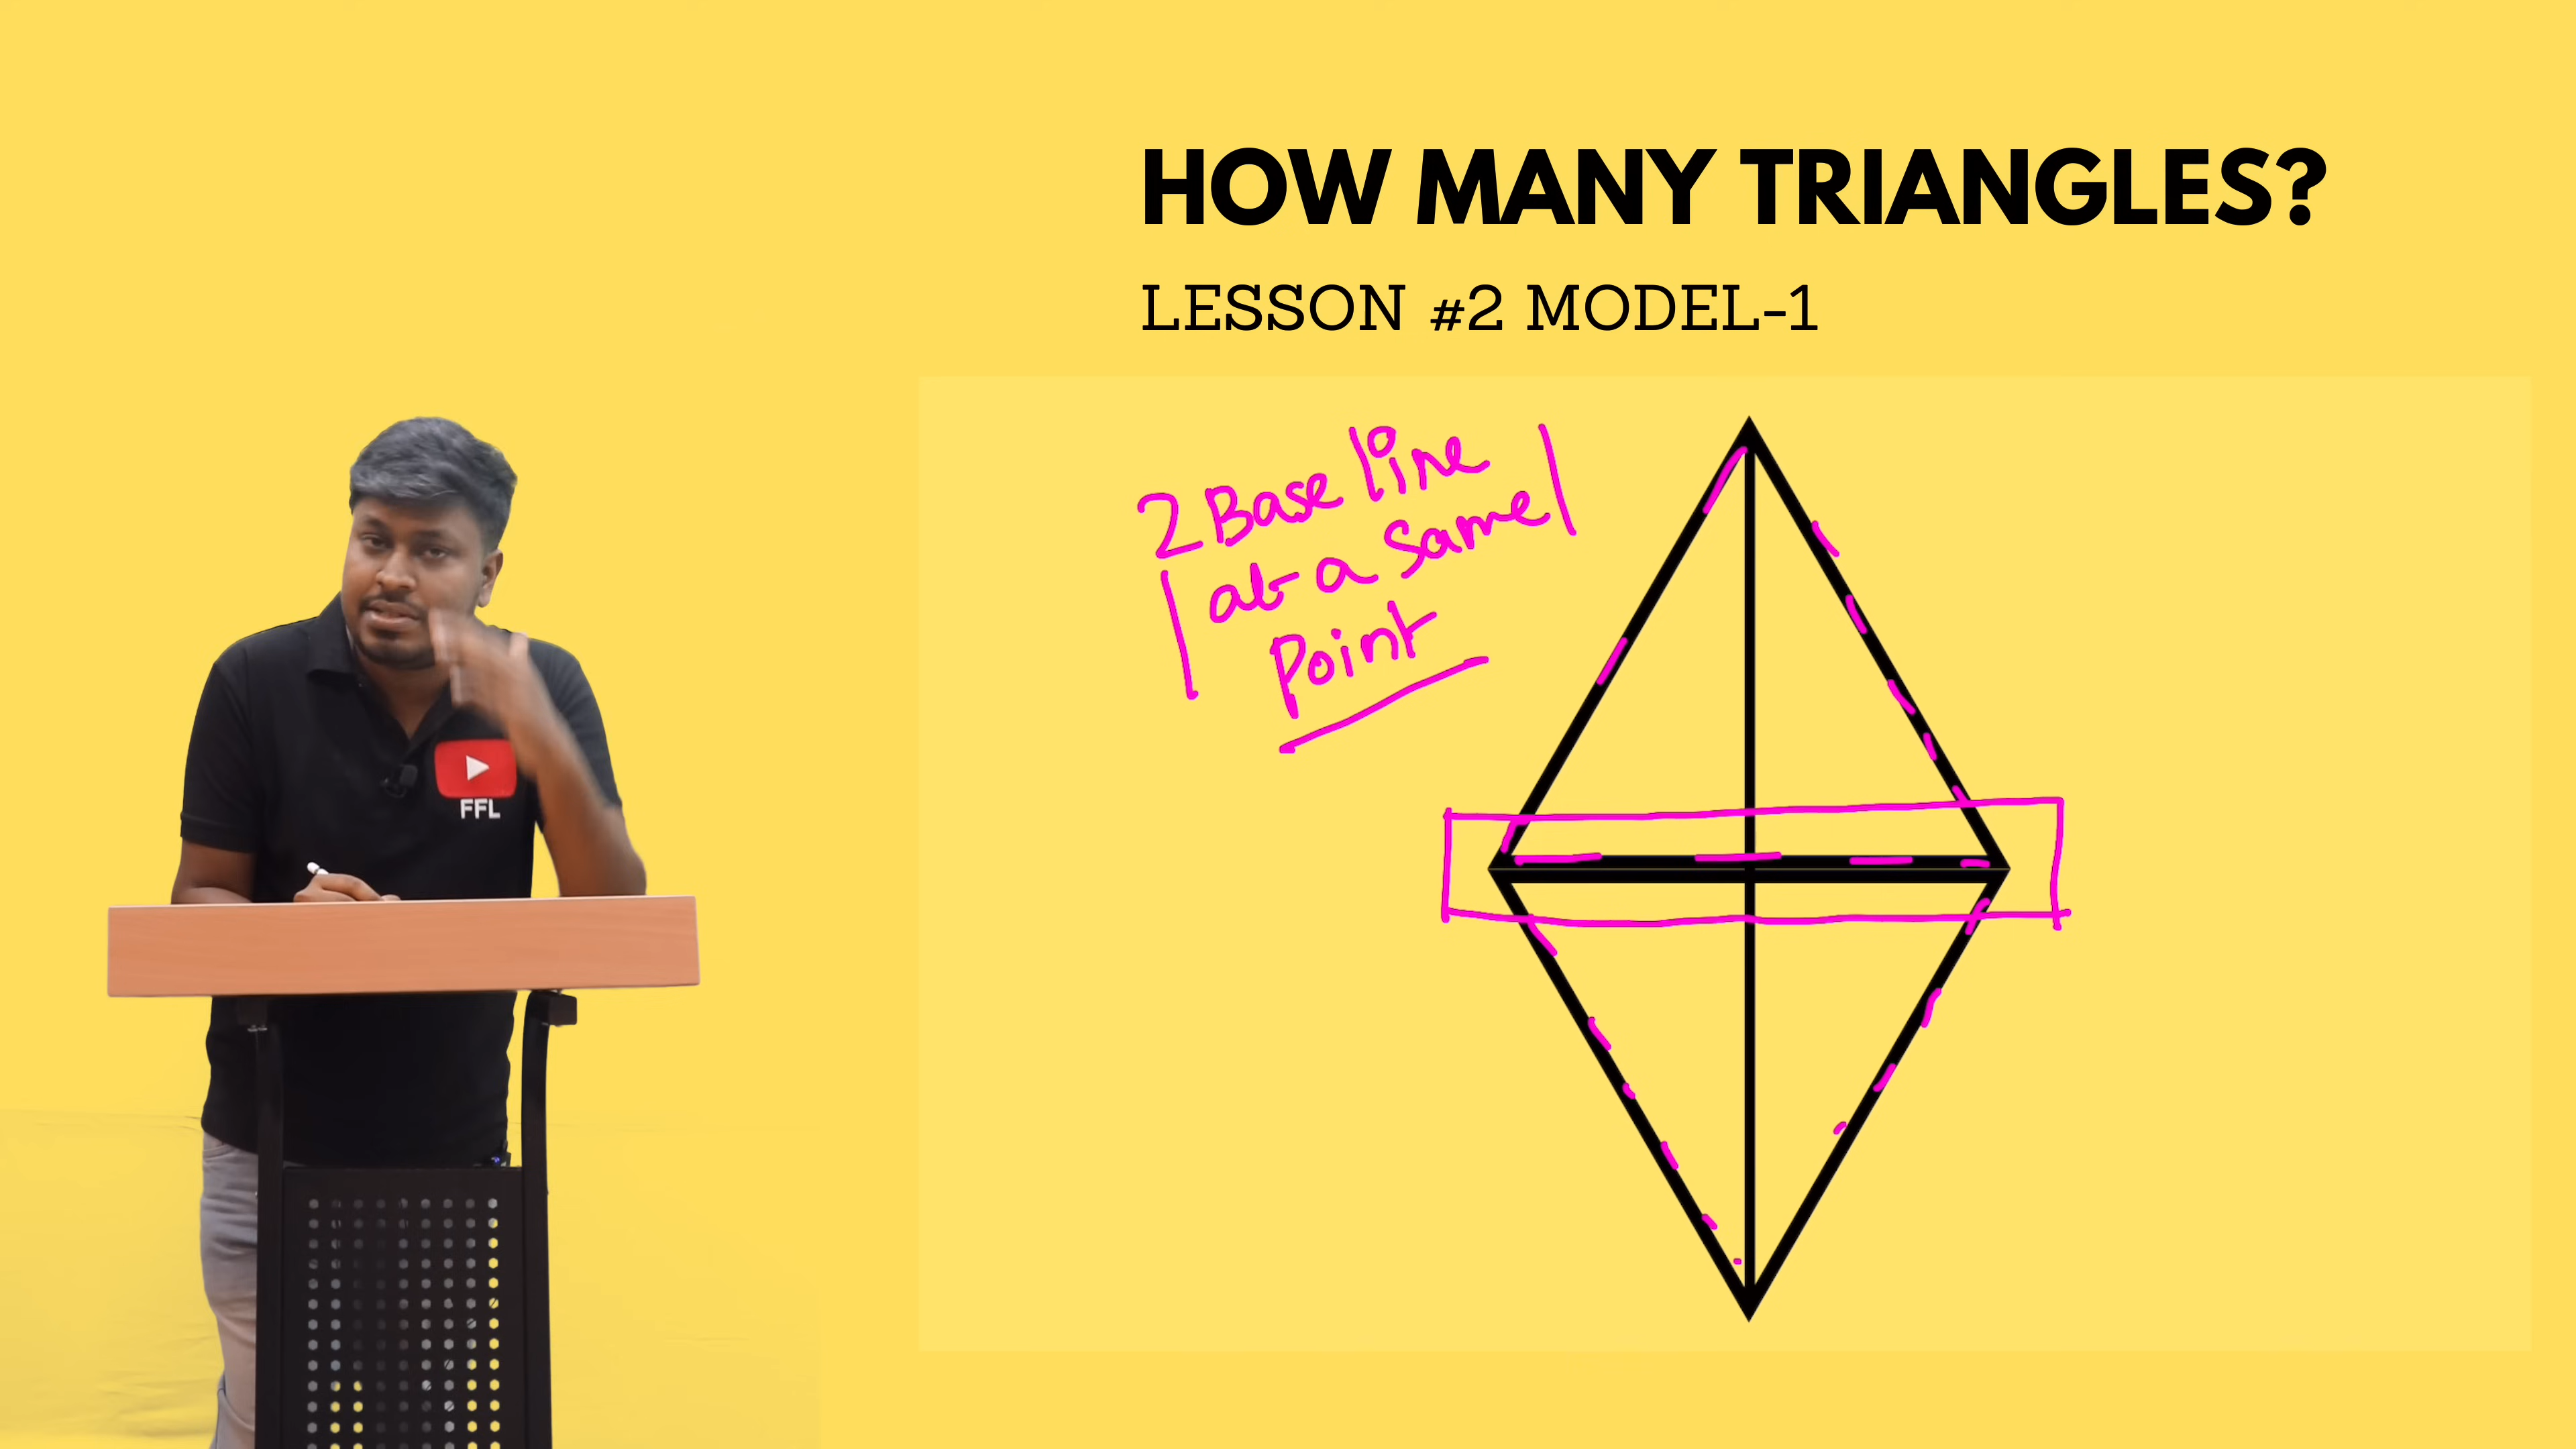 HOW MANY TRIANGLES?
LESSON #2 MODEL-1
2 Base line
at a same
Point
FFL